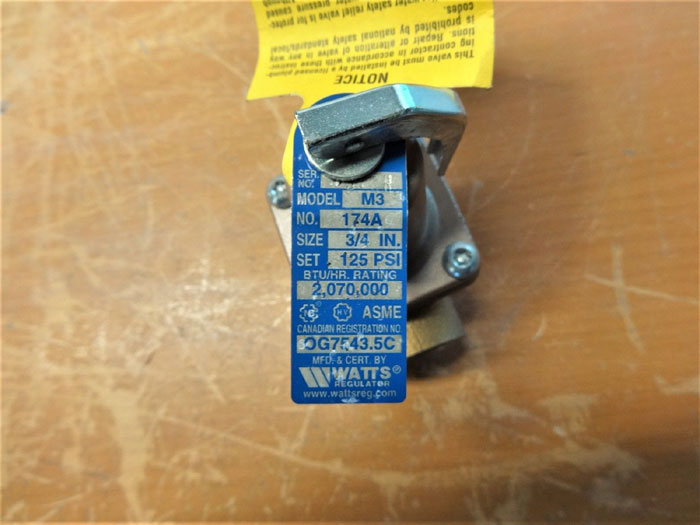 NOTICE
This valve must be installed by a licensed plumb-
ing contractor in accordance with these instruc-
tions. Repair or alteration of valve in any way
is prohibited by national safety standards/local
codes.
SER.
NO.
MODEL M3
NO. 174A
SIZE 3/4 IN.
SET 125 PSI
BTU/HR. RATING
2,070,000
HV ASME
CANADIAN REGISTRATION NO.
OG7543.5C
MFD. & CERT. BY
WATTS®
REGULATOR
www.wattsreg.com